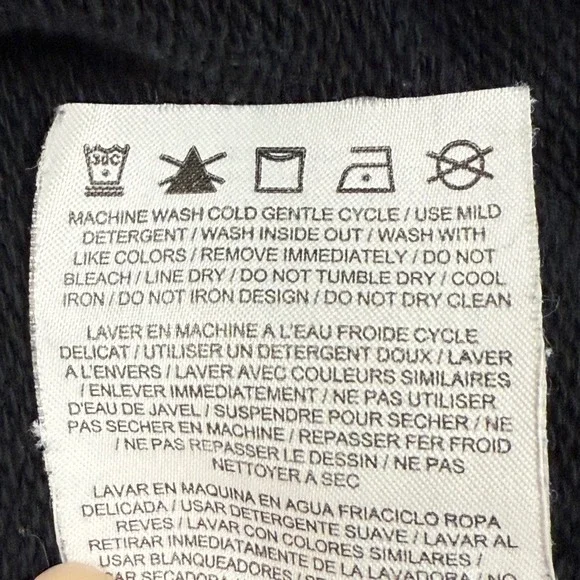 30C
MACHINE WASH COLD GENTLE CYCLE / USE MILD
DETERGENT / WASH INSIDE OUT / WASH WITH
LIKE COLORS / REMOVE IMMEDIATELY / DO NOT
BLEACH / LINE DRY / DO NOT TUMBLE DRY / COOL
IRON / DO NOT IRON DESIGN / DO NOT DRY CLEAN
LAVER EN MACHINE A L'EAU FROIDE CYCLE
DELICAT / UTILISER UN DETERGENT DOUX / LAVER
A L'ENVERS / LAVER AVEC COULEURS SIMILAIRES
/ ENLEVER IMMEDIATEMENT / NE PAS UTILISER
D'EAU DE JAVEL / SUSPENDRE POUR SECHER / NE
PAS SECHER EN MACHINE / REPASSER FER FROID
/ NE PAS REPASSER LE DESSIN / NE PAS
NETTOYER A SEC
LAVAR EN MAQUINA EN AGUA FRIACICLO ROPA
DELICADA / USAR DETERGENTE SUAVE / LAVAR AL
REVES / LAVAR CON COLORES SIMILARES /
RETIRAR INMEDIATAMENTE DE LA LAVADORA /
USAR BLANQUEADORES /
SECADORA